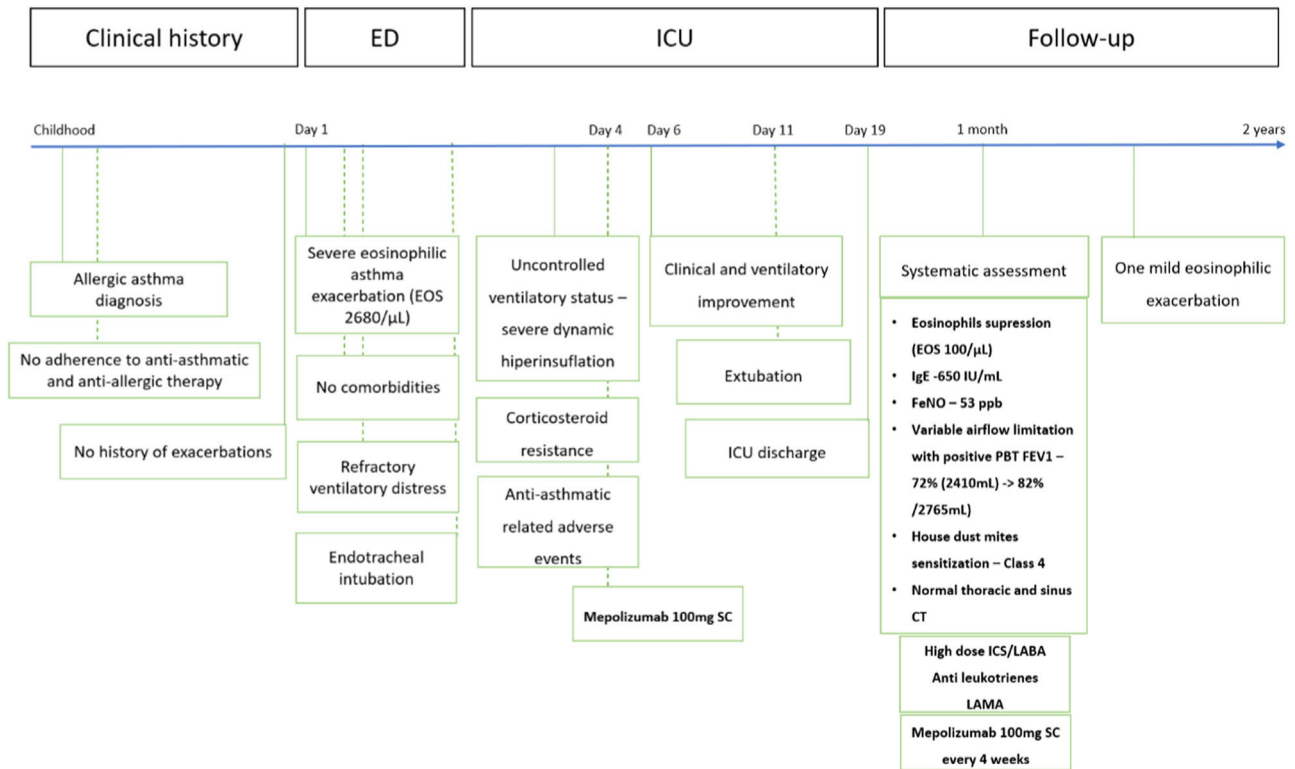 Clinical history
ED
ICU
Follow-up
Childhood
Day 1
Day 4
Day 6
Day 11
Day 19
1 month
2 years
Allergic asthma
diagnosis
No adherence to anti-asthmatic
and anti-allergic therapy
No history of exacerbations
Severe eosinophilic
asthma
exacerbation (EOS
2680/µL)
No comorbidities
Refractory
ventilatory distress
Endotracheal
intubation
Uncontrolled
ventilatory status –
severe dynamic
hiperinsuflation
Corticosteroid
resistance
Anti-asthmatic
related adverse
events
Mepolizumab 100mg SC
Clinical and ventilatory
improvement
Extubation
ICU discharge
Systematic assessment
• Eosinophils supression
(EOS 100/µL)
• IgE -650 IU/mL
• FeNO – 53 ppb
• Variable airflow limitation
with positive PBT FEV1 –
72% (2410mL) -> 82%
/2765mL)
• House dust mites
sensitization – Class 4
• Normal thoracic and sinus
CT
High dose ICS/LABA
Anti leukotrienes
LAMA
Mepolizumab 100mg SC
every 4 weeks
One mild eosinophilic
exacerbation